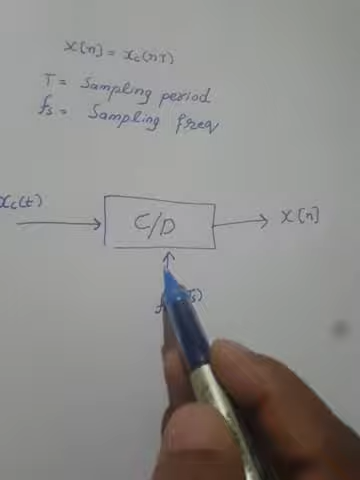 x[n] = xc(nT)
T = Sampling period
fs = Sampling freq
xc(t)
C/D
x[n]